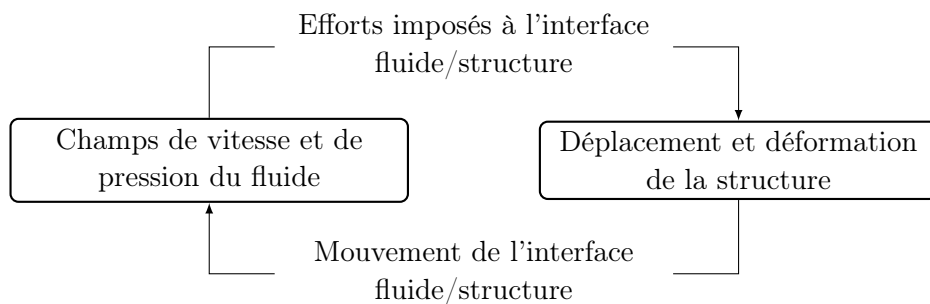 Efforts imposés à l'interface
fluide/structure
Champs de vitesse et de
pression du fluide
Déplacement et déformation
de la structure
Mouvement de l'interface
fluide/structure